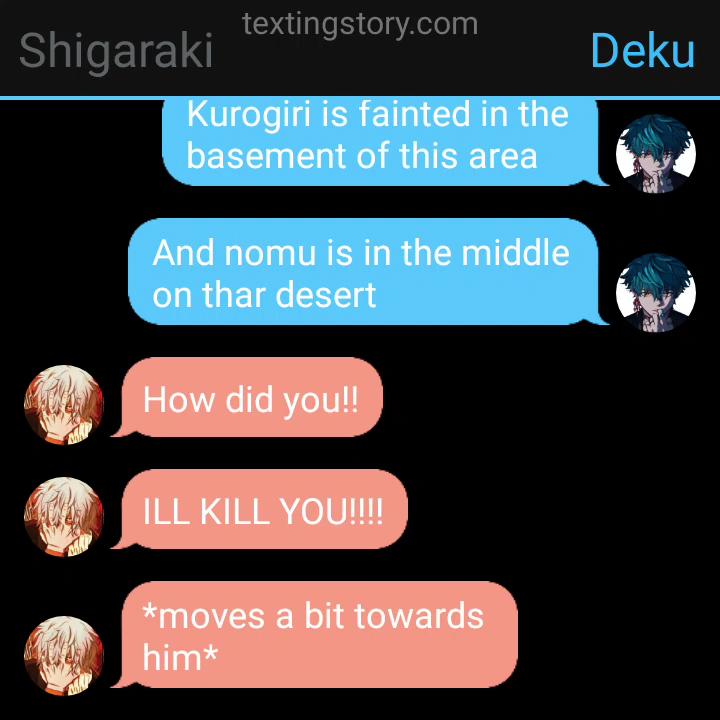 textingstory.com
Shigaraki
Deku
Kurogiri is fainted in the
basement of this area
And nomu is in the middle
on thar desert
How did you!!
ILL KILL YOU!!!!
*moves a bit towards
him*